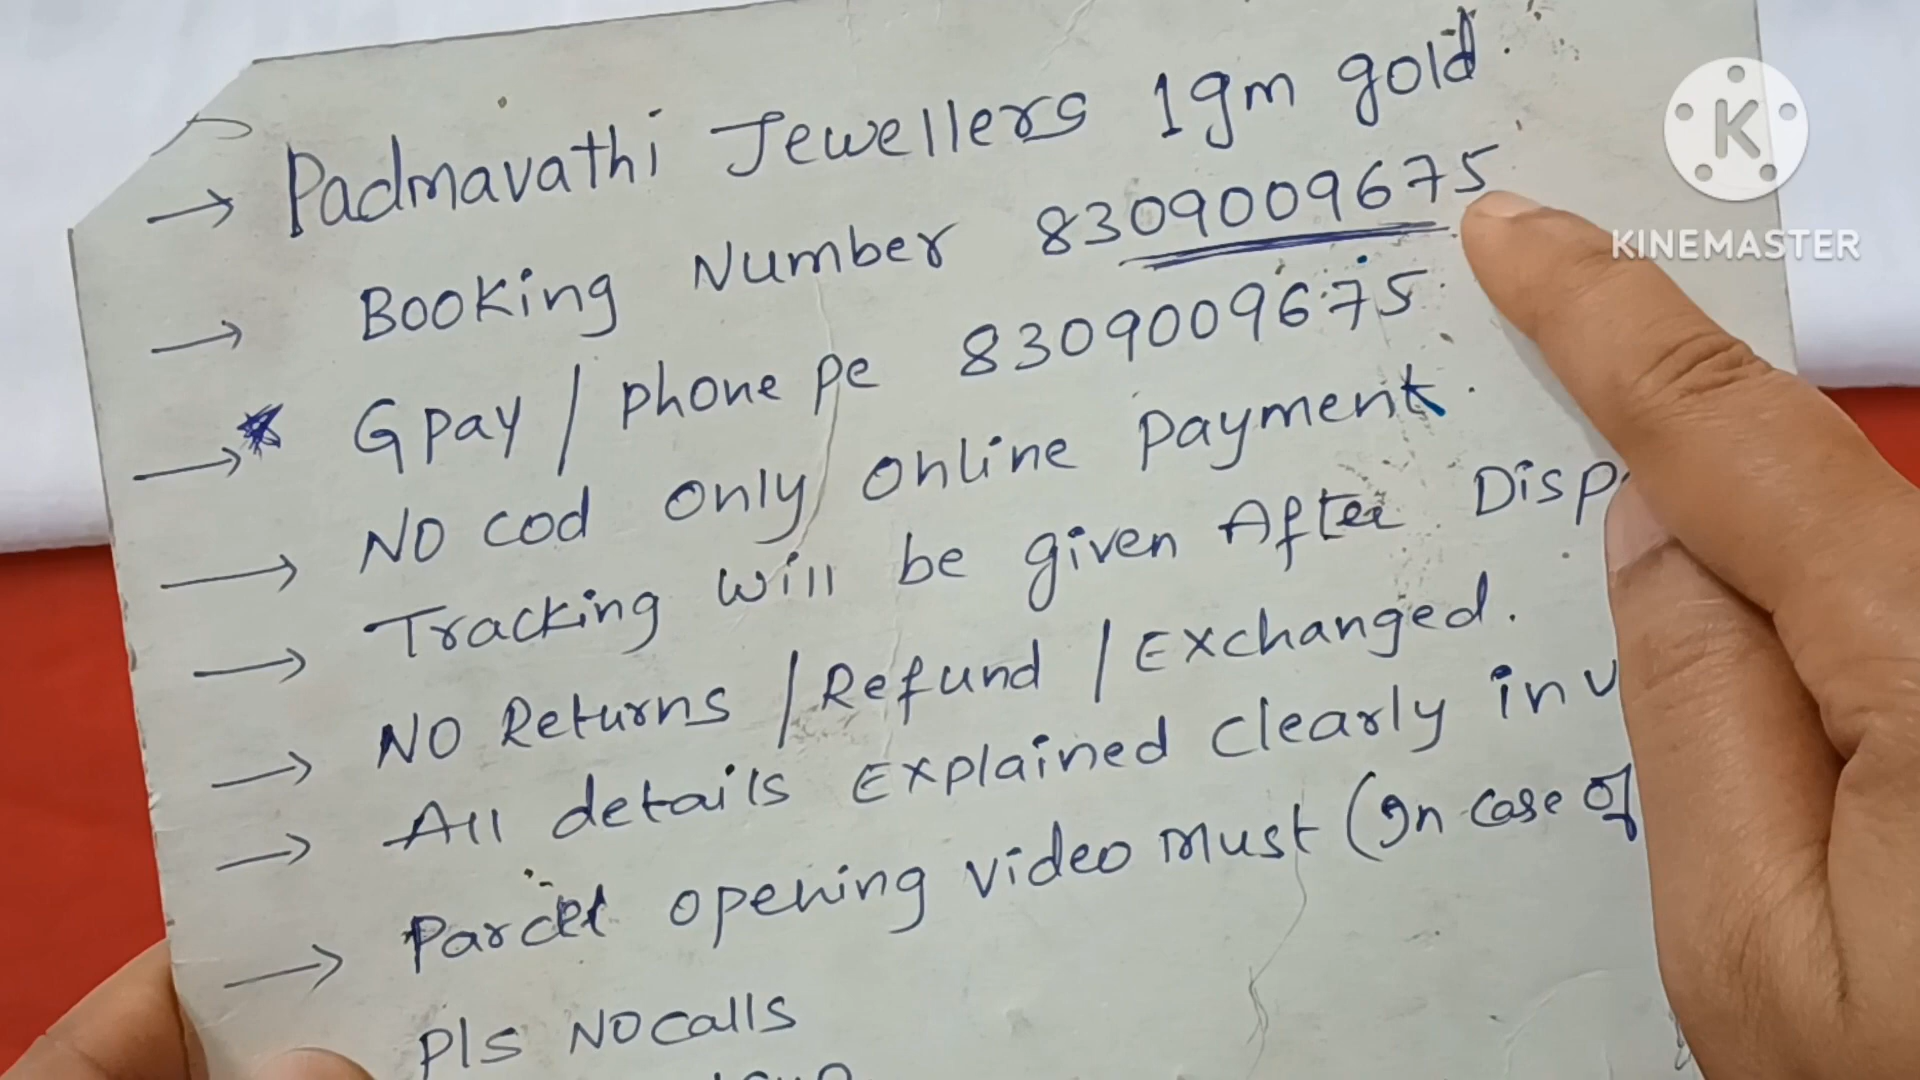 → Padmavathi Jewellers 1gm gold.
→ Booking Number 8309009675
→ * Gpay / phone pe 8309009675
→ NO cod only online payment.
→ Tracking will be given After Disp
→ NO Returns / Refund / Exchanged.
→ All details Explained clearly in v
→ Parcel opening video Must (In case of
Pls NO calls
K
KINEMASTER